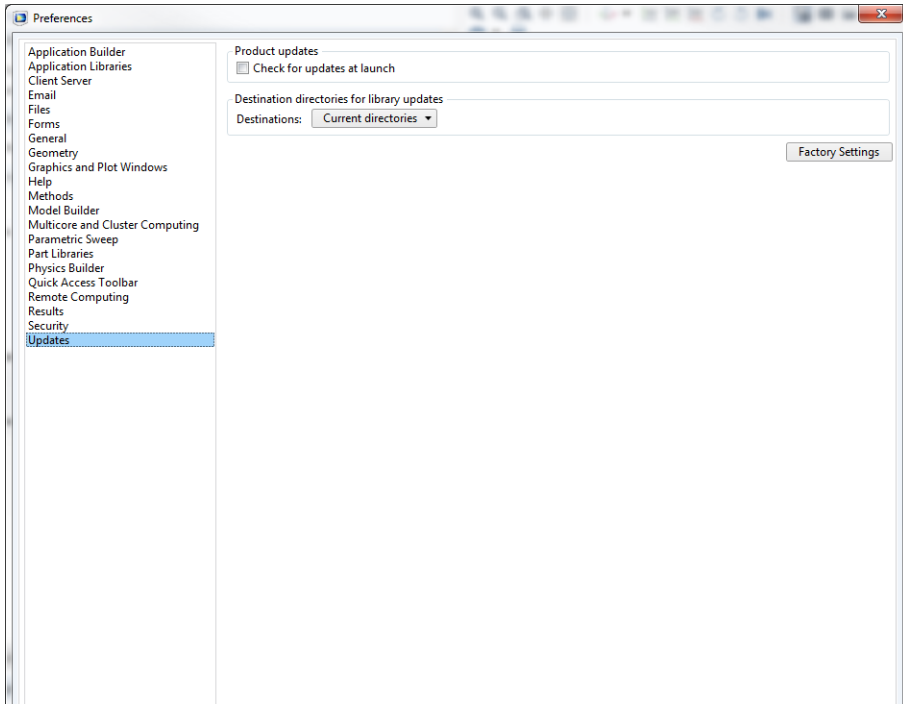 Preferences
Application Builder
Application Libraries
Client Server
Email
Files
Forms
General
Geometry
Graphics and Plot Windows
Help
Methods
Model Builder
Multicore and Cluster Computing
Parametric Sweep
Part Libraries
Physics Builder
Quick Access Toolbar
Remote Computing
Results
Security
Updates
Product updates
Check for updates at launch
Destination directories for library updates
Destinations: Current directories
Factory Settings